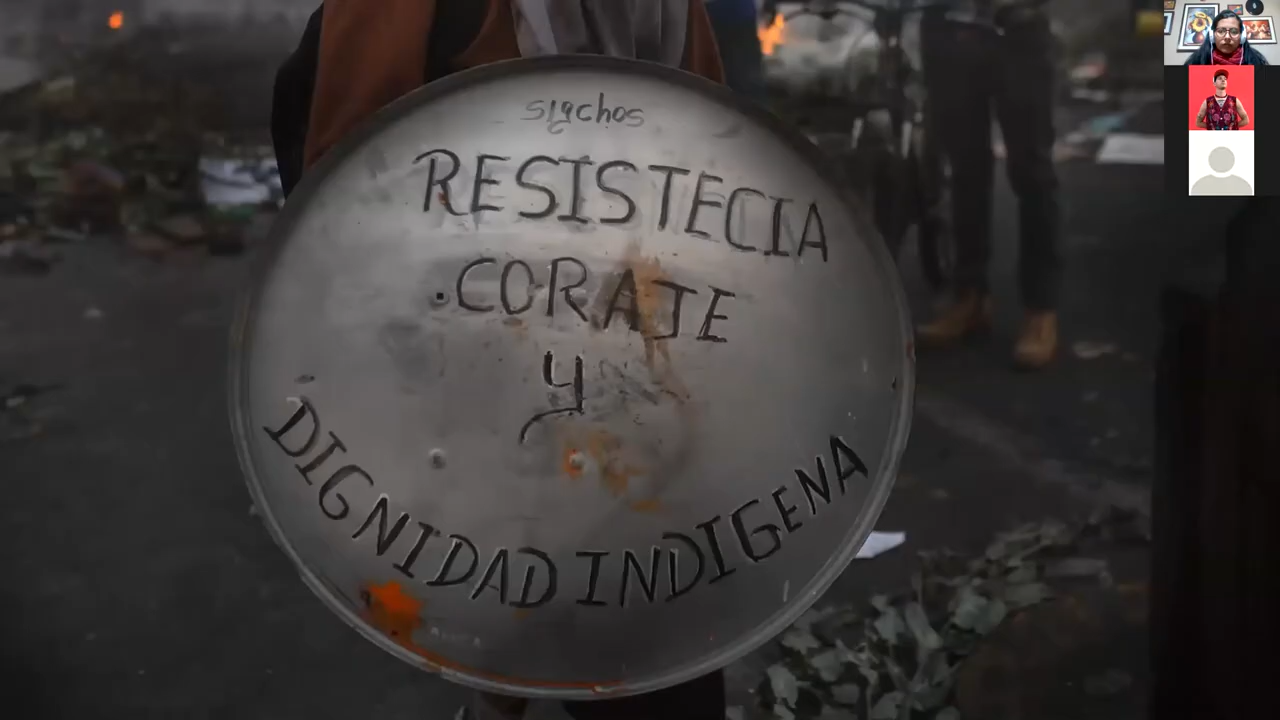 sigchos
RESISTECIA
.CORAJE
y
DIGNIDAD INDIGENA